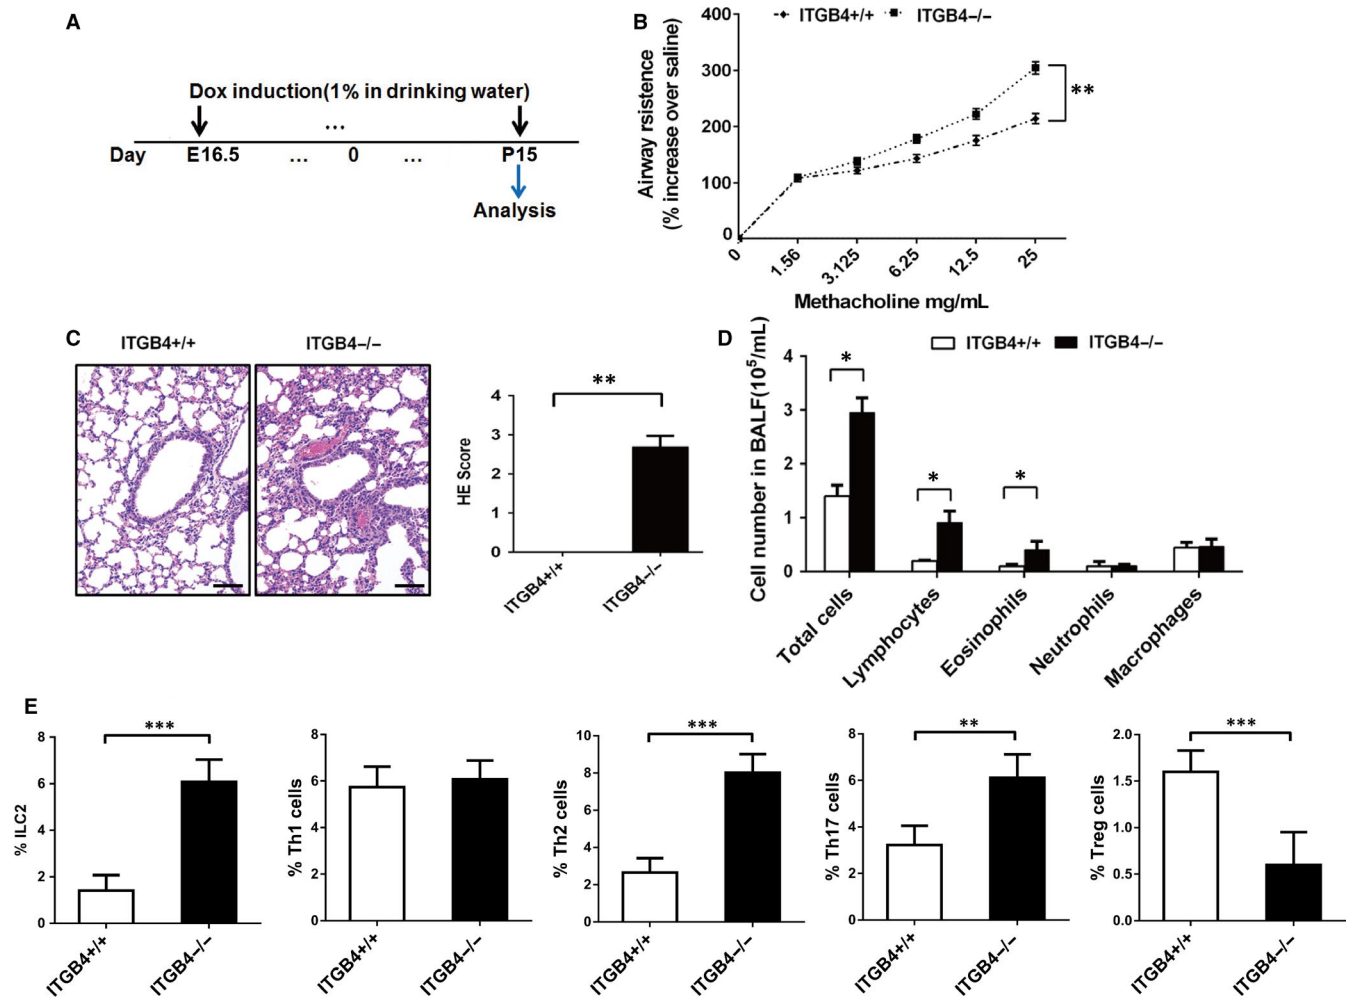 A
Dox induction(1% in drinking water)
...
Day E16.5 ... 0 ... P15
Analysis
B
ITGB4+/+ ITGB4−/−
Airway rsistence
(% increase over saline)
400
300
200
100
0
**
0 1.56 3.125 6.25 12.5 25
Methacholine mg/mL
C
ITGB4+/+ ITGB4−/−
HE Score
4
3
2
1
0
**
ITGB4+/+ ITGB4−/−
D
ITGB4+/+ ITGB4−/−
Cell number in BALF(10⁵/mL)
4
3
2
1
0
* * *
Total cells Lymphocytes Eosinophils Neutrophils Macrophages
E
% ILC2
8
6
4
2
0
***
ITGB4+/+ ITGB4−/−
% Th1 cells
8
6
4
2
0
ITGB4+/+ ITGB4−/−
% Th2 cells
10
8
6
4
2
0
***
ITGB4+/+ ITGB4−/−
% Th17 cells
8
6
4
2
0
**
ITGB4+/+ ITGB4−/−
% Treg cells
2.0
1.5
1.0
0.5
0.0
***
ITGB4+/+ ITGB4−/−